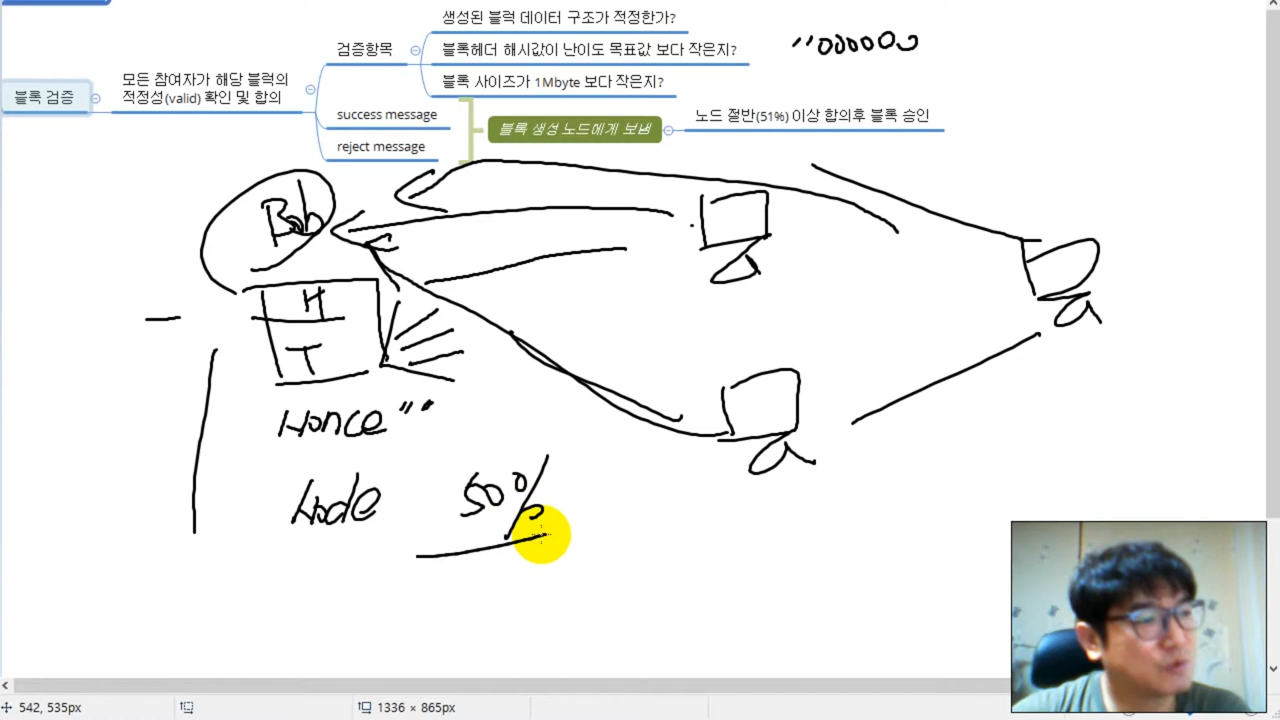 생성된 블럭 데이터 구조가 적정한가?
검증항목
블록헤더 해시값이 난이도 목표값 보다 작은지?
블록 사이즈가 1Mbyte 보다 작은지?
블록 검증
모든 참여자가 해당 블럭의
적정성(valid) 확인 및 합의
success message
reject message
블록 생성 노드에게 보냄
노드 절반(51%) 이상 합의후 블록 승인
"000000
Bob
H
T
Nonce ""
Node 50%
542, 535px
1336 × 865px